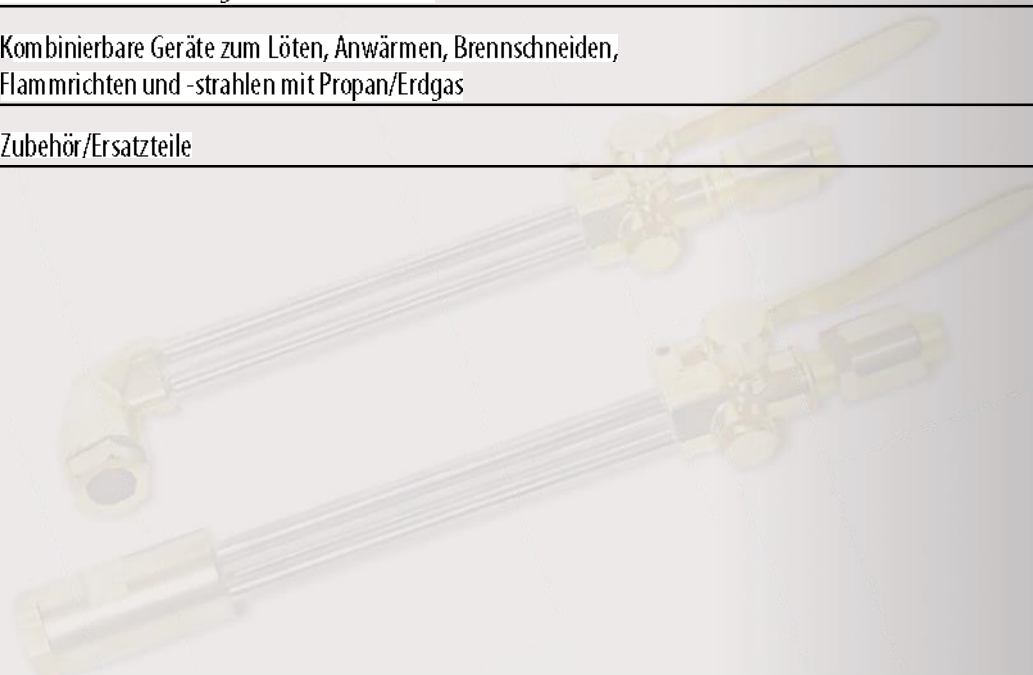 Kombinierbare Geräte zum Löten, Anwärmen, Brennschneiden,
Flammrichten und -strahlen mit Propan/Erdgas
Zubehör/Ersatzteile